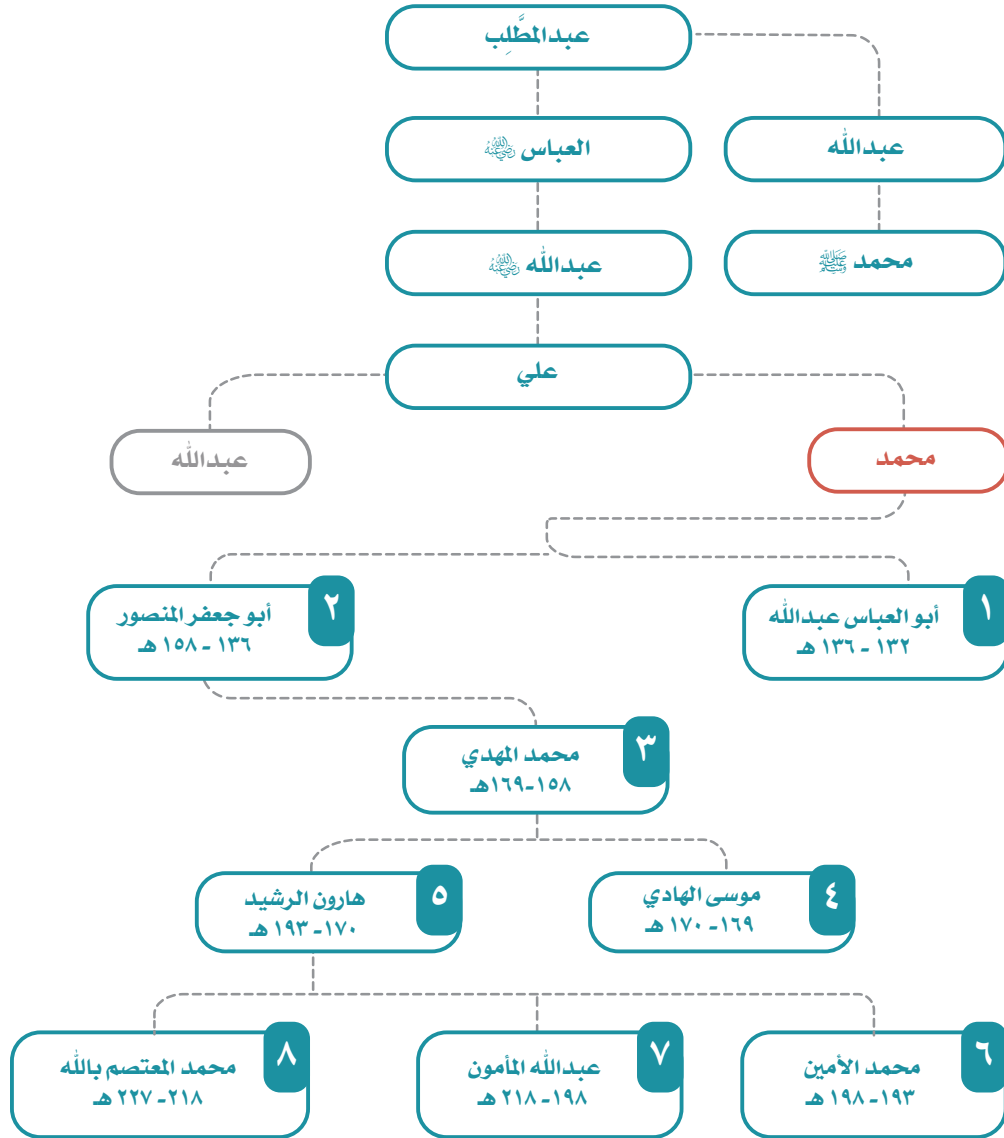 عبدالمطَّلِب
عبدالله
العباس رضي الله عنه
محمد ﷺ
عبدالله رضي الله عنه
علي
محمد
عبدالله
١
أبو العباس عبدالله
١٣٢ - ١٣٦ هـ
٢
أبو جعفر المنصور
١٣٦ - ١٥٨ هـ
٣
محمد المهدي
١٥٨-١٦٩هـ
٤
موسى الهادي
١٦٩-١٧٠ هـ
٥
هارون الرشيد
١٧٠-١٩٣ هـ
٦
محمد الأمين
١٩٣-١٩٨ هـ
٧
عبدالله المأمون
١٩٨-٢١٨ هـ
٨
محمد المعتصم بالله
٢١٨-٢٢٧ هـ